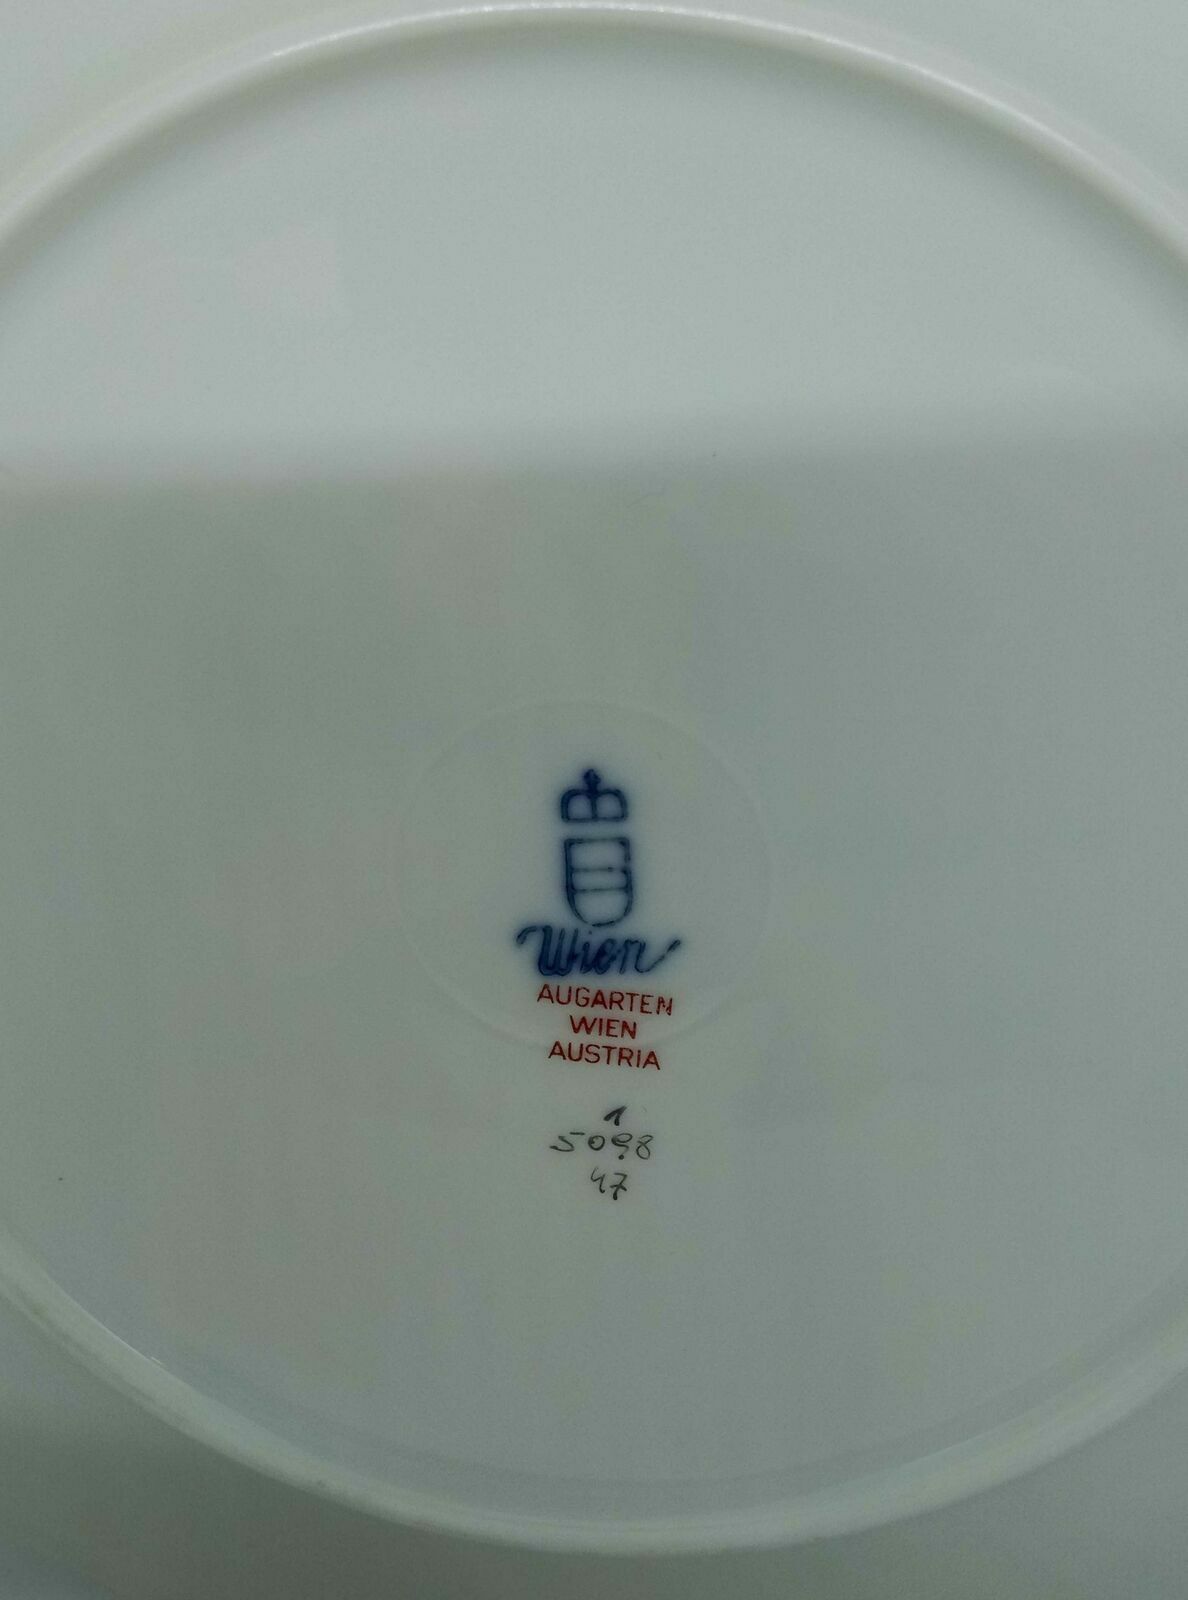 Wien
AUGARTEN
WIEN
AUSTRIA
1
5098
47